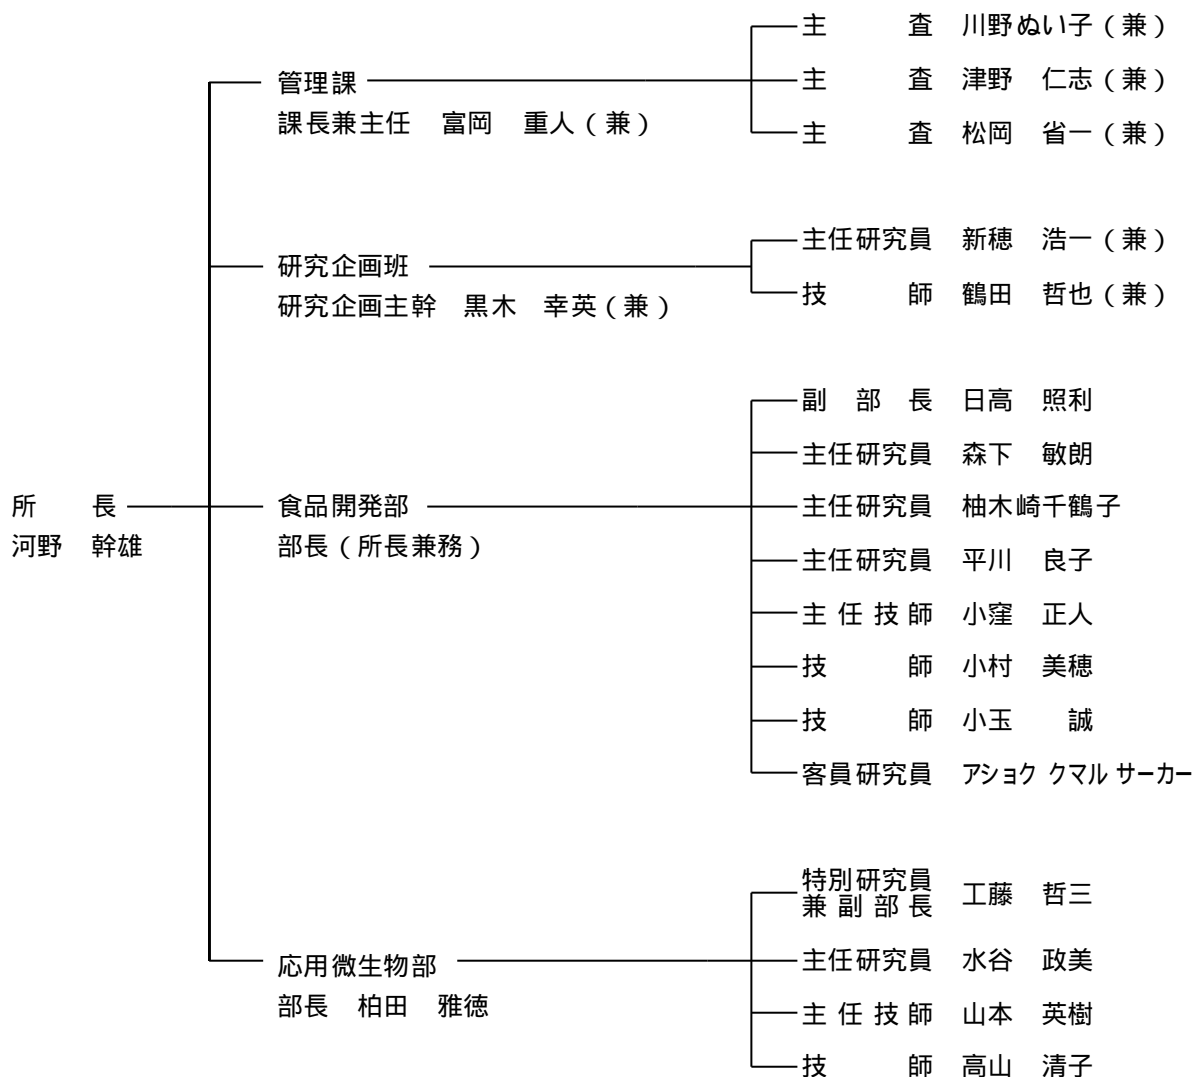 所　　長
河野　幹雄
管理課
課長兼主任　富岡　重人（兼）
主　　　査　川野ぬい子（兼）
主　　　査　津野　仁志（兼）
主　　　査　松岡　省一（兼）
研究企画班
研究企画主幹　黒木　幸英（兼）
主任研究員　新穂　浩一（兼）
技　　　師　鶴田　哲也（兼）
食品開発部
部長（所長兼務）
副　部　長　日高　照利
主任研究員　森下　敏朗
主任研究員　柚木崎千鶴子
主任研究員　平川　良子
主 任 技 師　小窪　正人
技　　　師　小村　美穂
技　　　師　小玉　　誠
客員研究員　アショク クマル サーカー
応用微生物部
部長　柏田　雅徳
特別研究員
兼 副 部 長　工藤　哲三
主任研究員　水谷　政美
主 任 技 師　山本　英樹
技　　　師　高山　清子